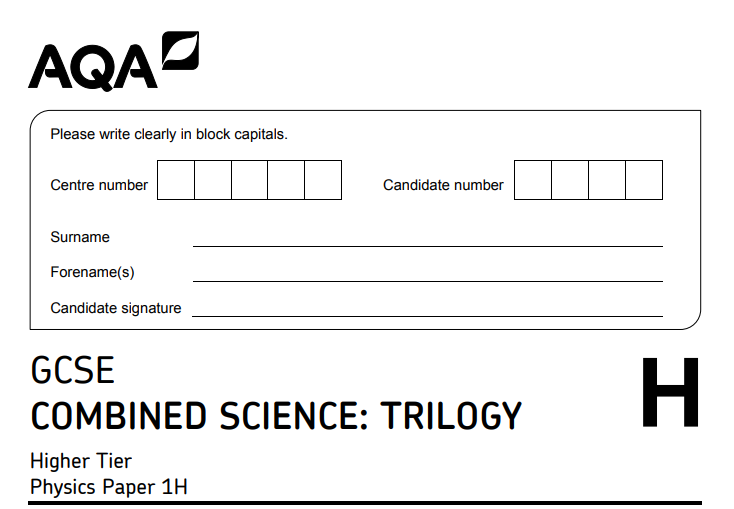 AQA
Please write clearly in block capitals.
Centre number Candidate number
Surname
Forename(s)
Candidate signature
GCSE
COMBINED SCIENCE: TRILOGY
H
Higher Tier
Physics Paper 1H